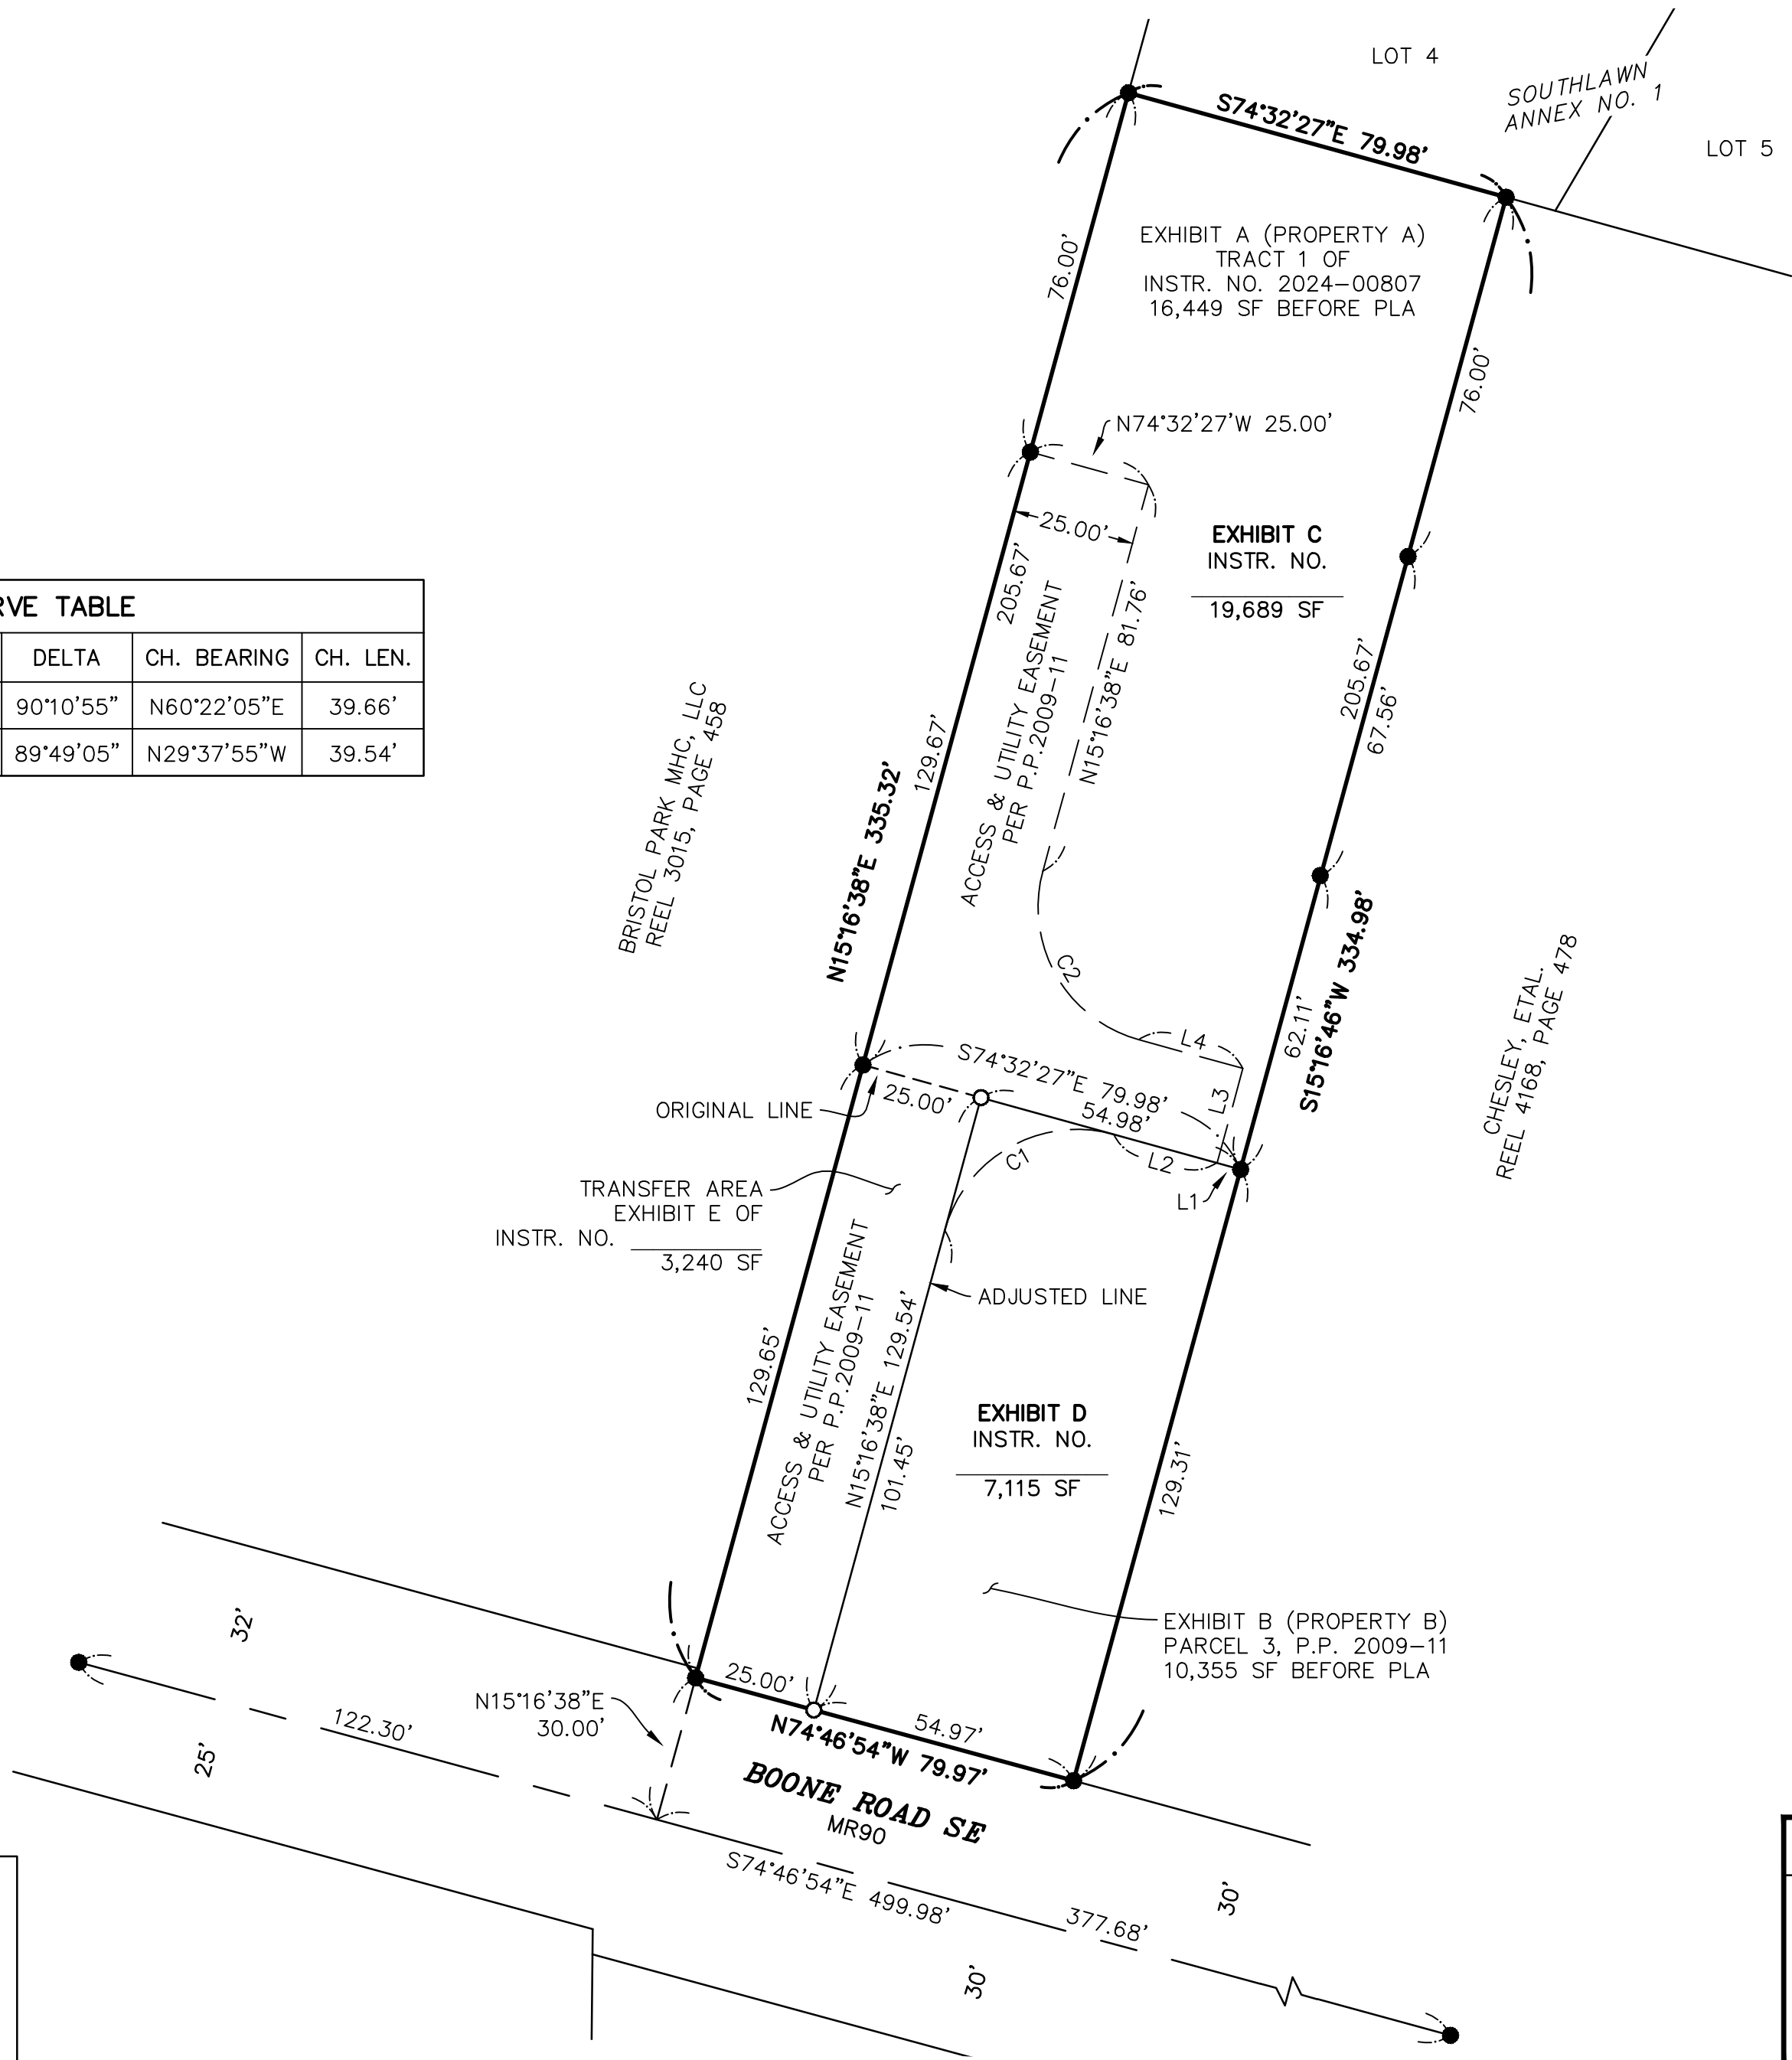 LOT 4
SOUTHLAWN
ANNEX NO. 1
LOT 5
S74°32'27"E 79.98'
EXHIBIT A (PROPERTY A)
TRACT 1 OF
INSTR. NO. 2024-00807
16,449 SF BEFORE PLA
76.00'
76.00'
N74°32'27'W 25.00'
25.00'
EXHIBIT C
INSTR. NO.
19,689 SF
205.67'
ACCESS & UTILITY EASEMENT
PER P.P.2009-11
N15°16'38"E 81.76'
205.67'
67.56'
RVE TABLE
DELTA
CH. BEARING
CH. LEN.
90°10'55"
N60°22'05"E
39.66'
89°49'05"
N29°37'55"W
39.54'
BRISTOL PARK MHC, LLC
REEL 3015, PAGE 458
129.67'
N15°16'38"E 335.32'
C2
L4
62.11'
S15°16'46"W 334.98'
CHESLEY, ETAL.
REEL 4168, PAGE 478
S74°32'27"E 79.98'
25.00'
54.98'
L3
ORIGINAL LINE
C1
L2
L1
TRANSFER AREA
EXHIBIT E OF
INSTR. NO.
3,240 SF
ADJUSTED LINE
129.65'
ACCESS & UTILITY EASEMENT
PER P.P.2009-11
N15°16'38"E 129.54'
101.45'
EXHIBIT D
INSTR. NO.
7,115 SF
129.31'
EXHIBIT B (PROPERTY B)
PARCEL 3, P.P. 2009-11
10,355 SF BEFORE PLA
32'
25.00'
N15°16'38"E
30.00'
54.97'
N74°46'54"W 79.97'
122.30'
25'
BOONE ROAD SE
MR90
S74°46'54"E 499.98'
377.68'
30'
30'